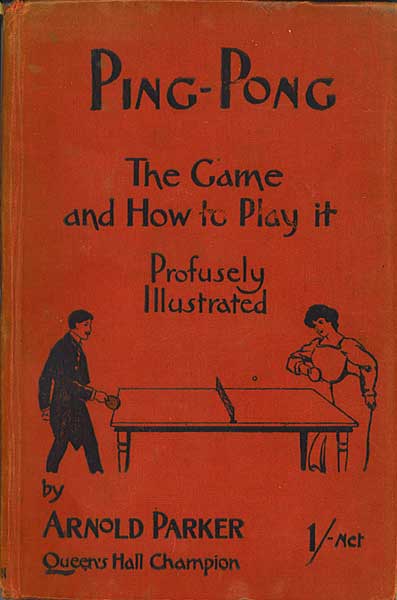 PING-PONG
The Game
and How to Play it
Profusely
Illustrated
by
ARNOLD PARKER
Queen's Hall Champion
1/- Net